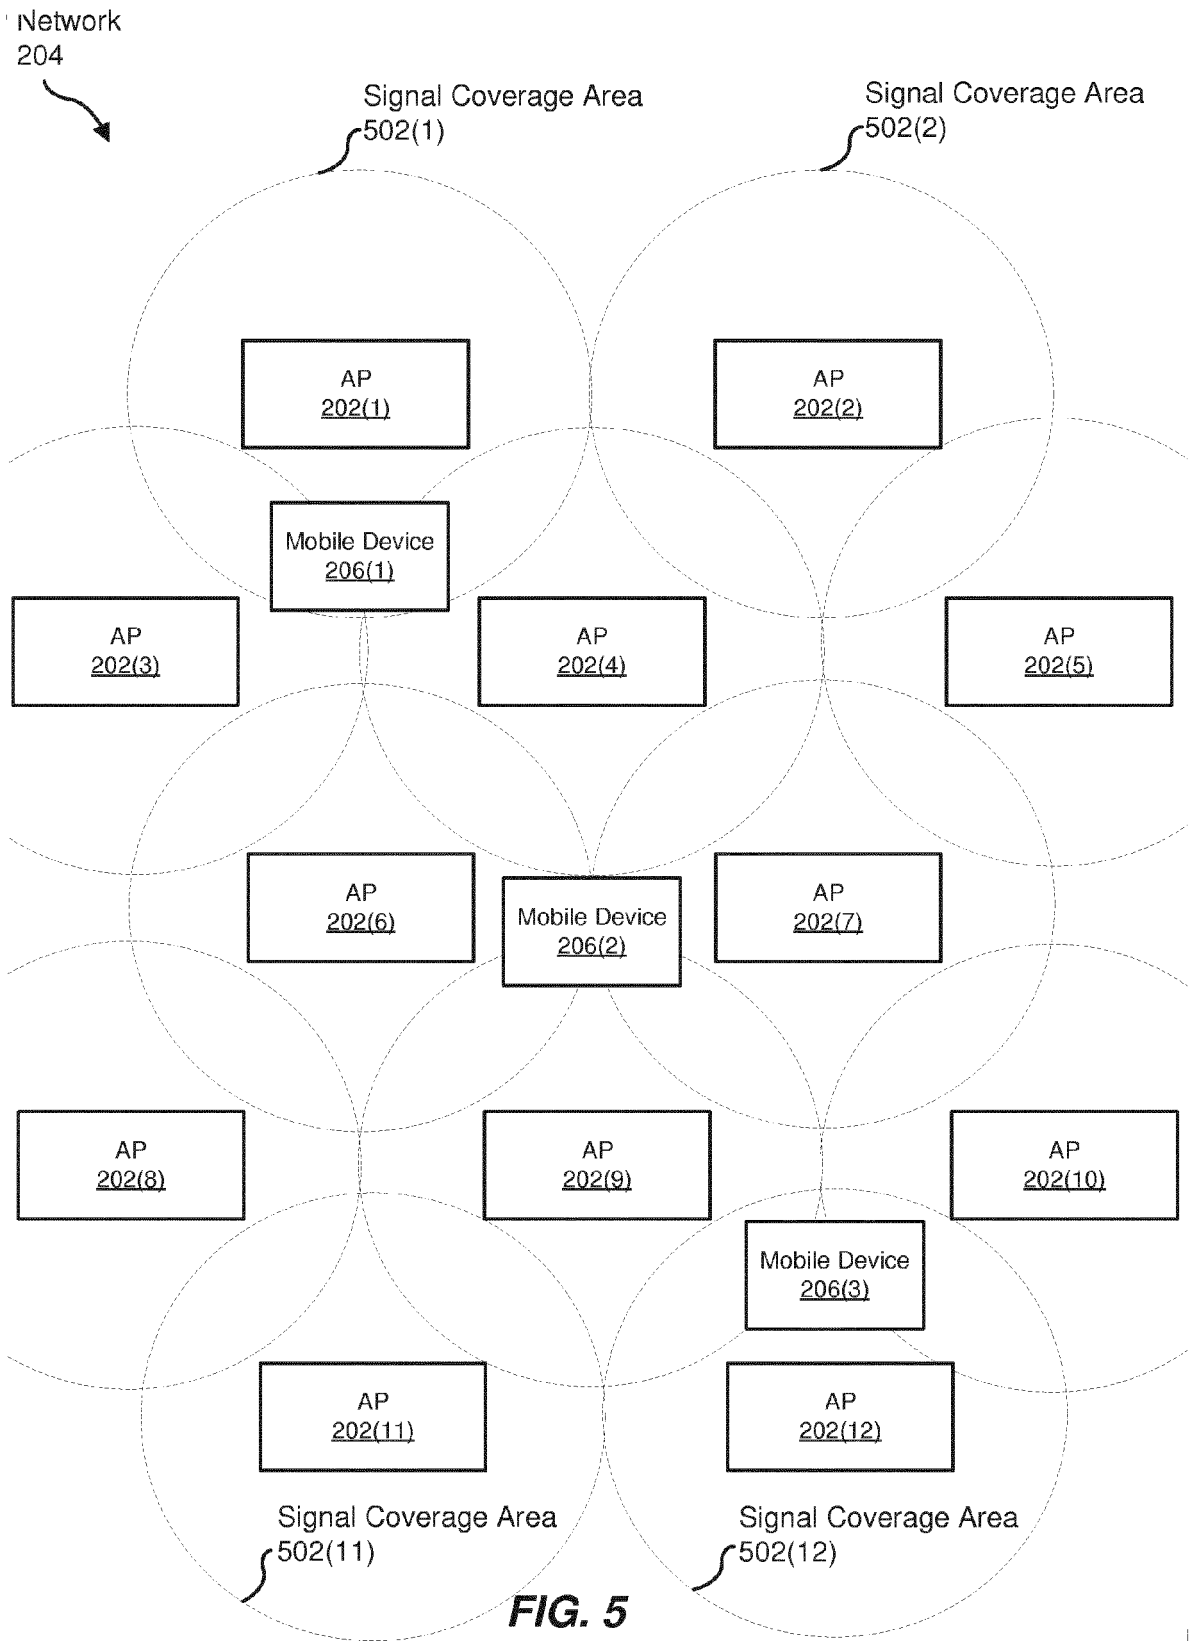 Network
204
Signal Coverage Area
502(1)
Signal Coverage Area
502(2)
AP
202(1)
AP
202(2)
Mobile Device
206(1)
AP
202(3)
AP
202(4)
AP
202(5)
AP
202(6)
Mobile Device
206(2)
AP
202(7)
AP
202(8)
AP
202(9)
AP
202(10)
Mobile Device
206(3)
AP
202(11)
AP
202(12)
Signal Coverage Area
502(11)
Signal Coverage Area
502(12)
FIG. 5